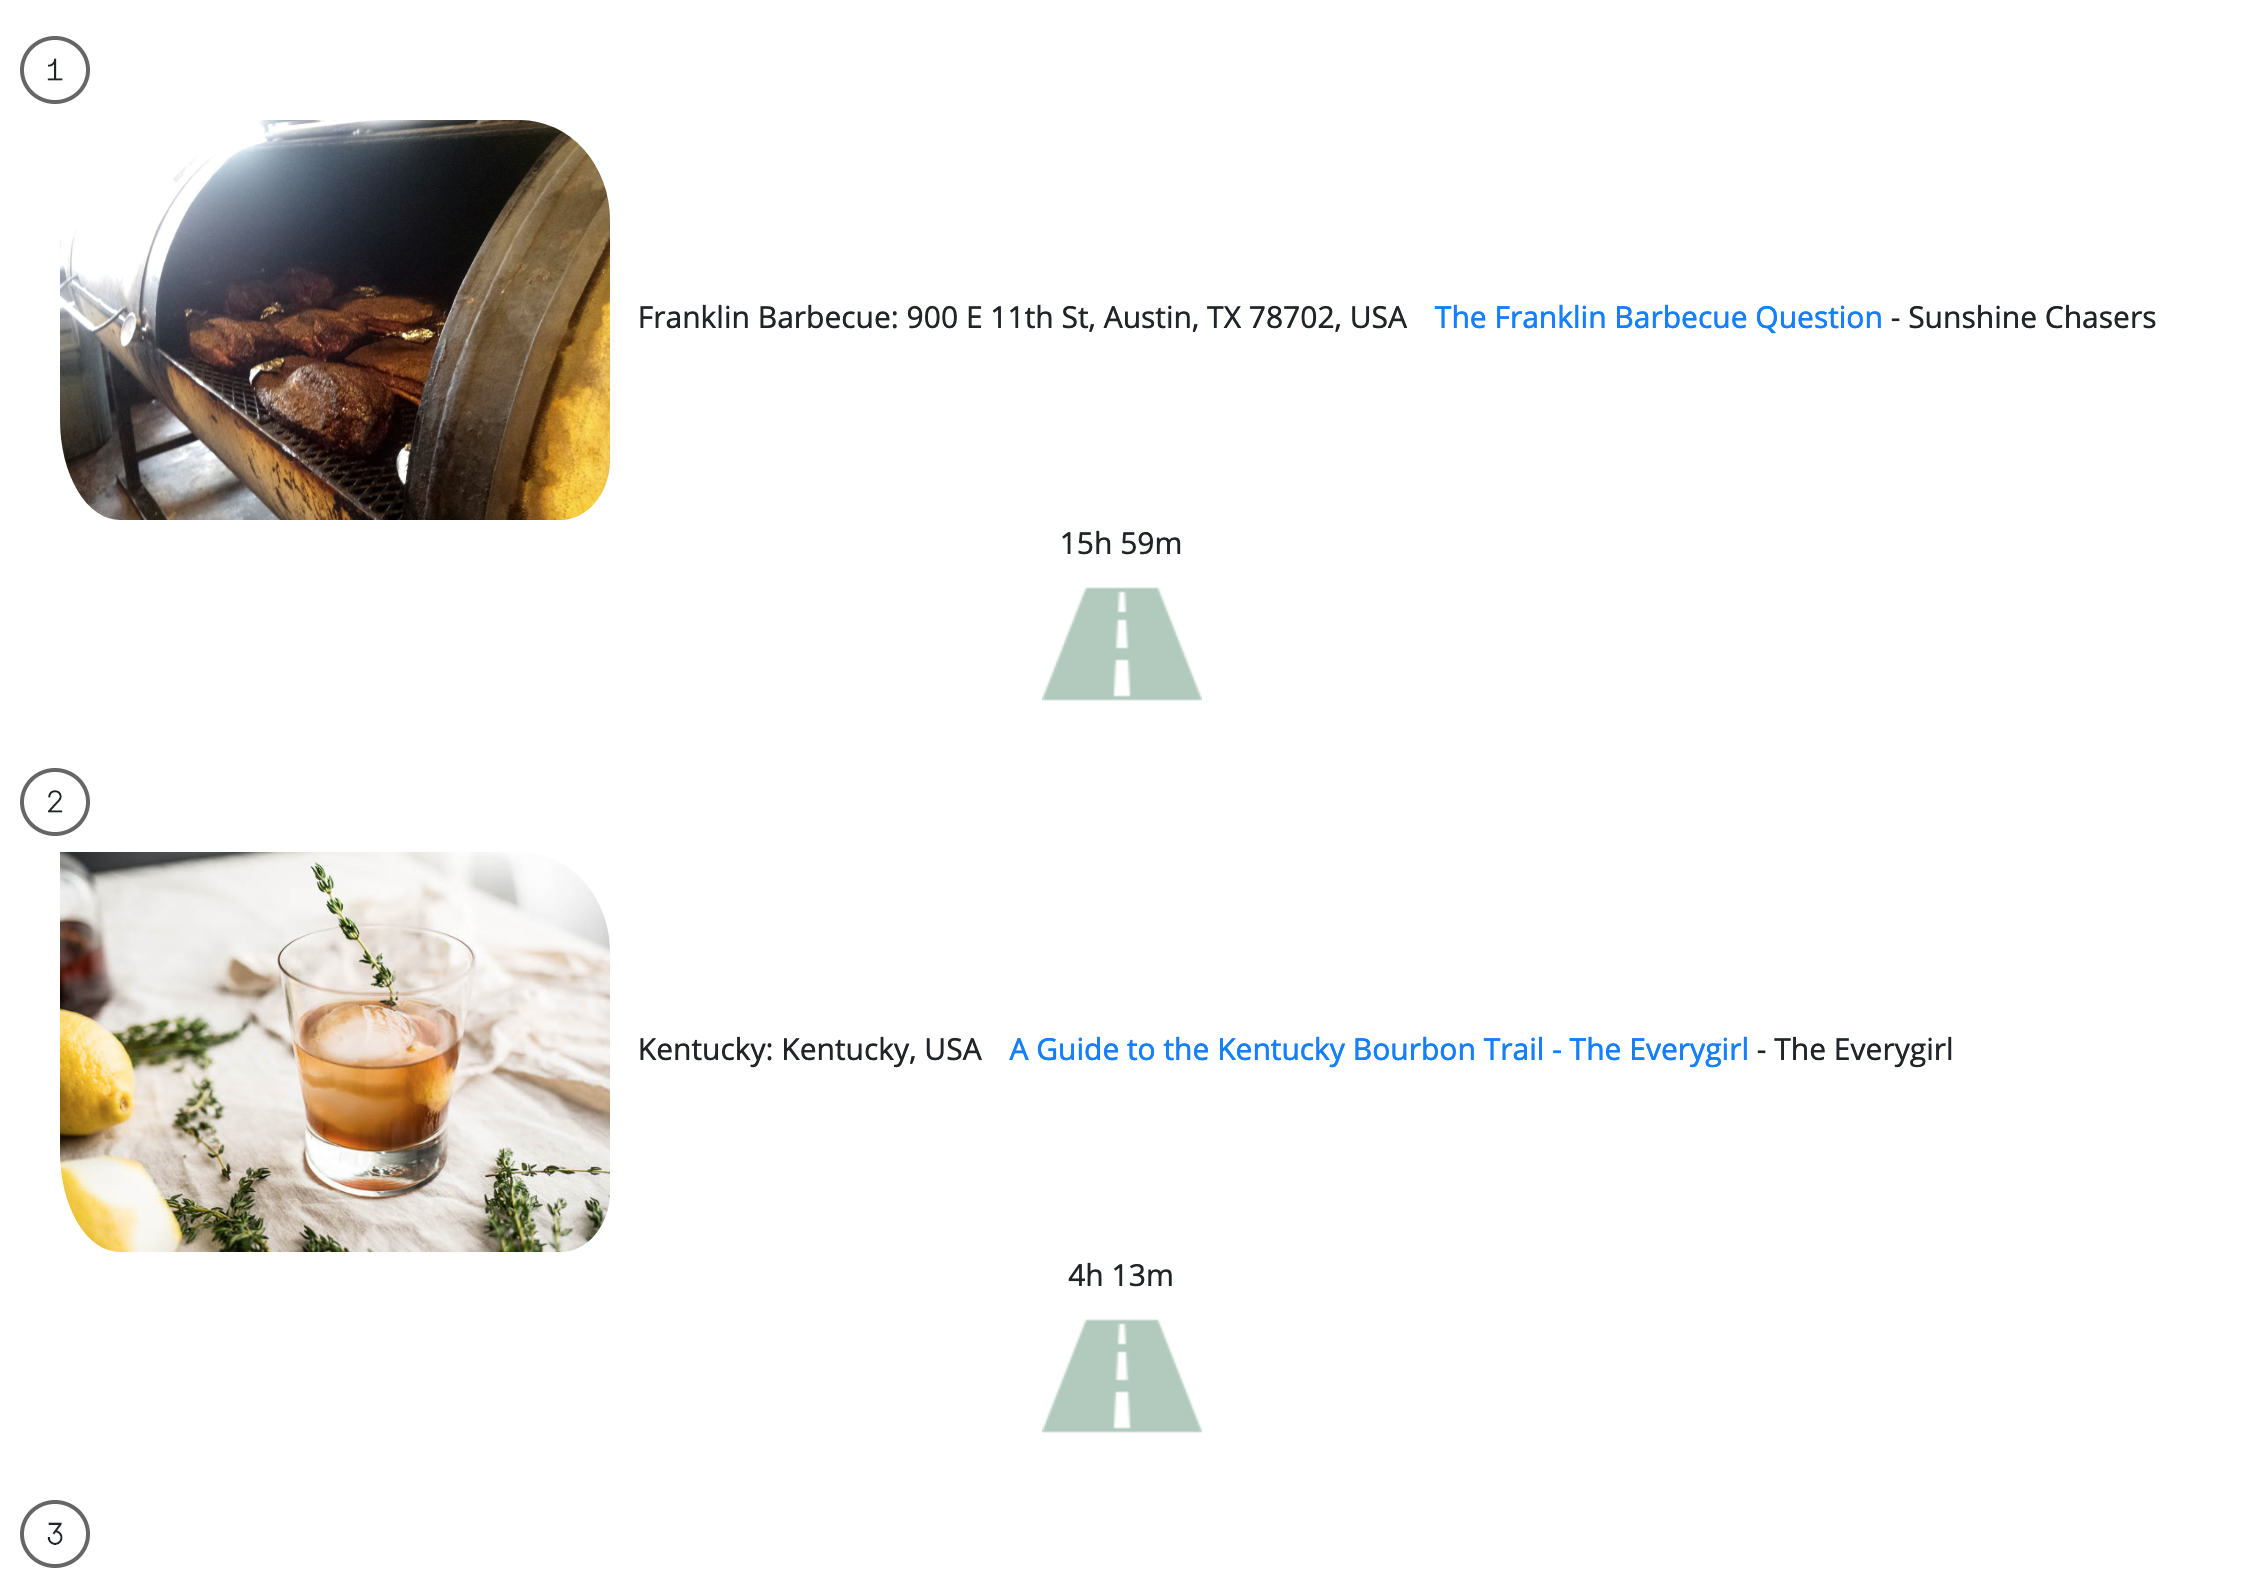 1
Franklin Barbecue: 900 E 11th St, Austin, TX 78702, USA The Franklin Barbecue Question - Sunshine Chasers
15h 59m
2
Kentucky: Kentucky, USA A Guide to the Kentucky Bourbon Trail - The Everygirl - The Everygirl
4h 13m
3